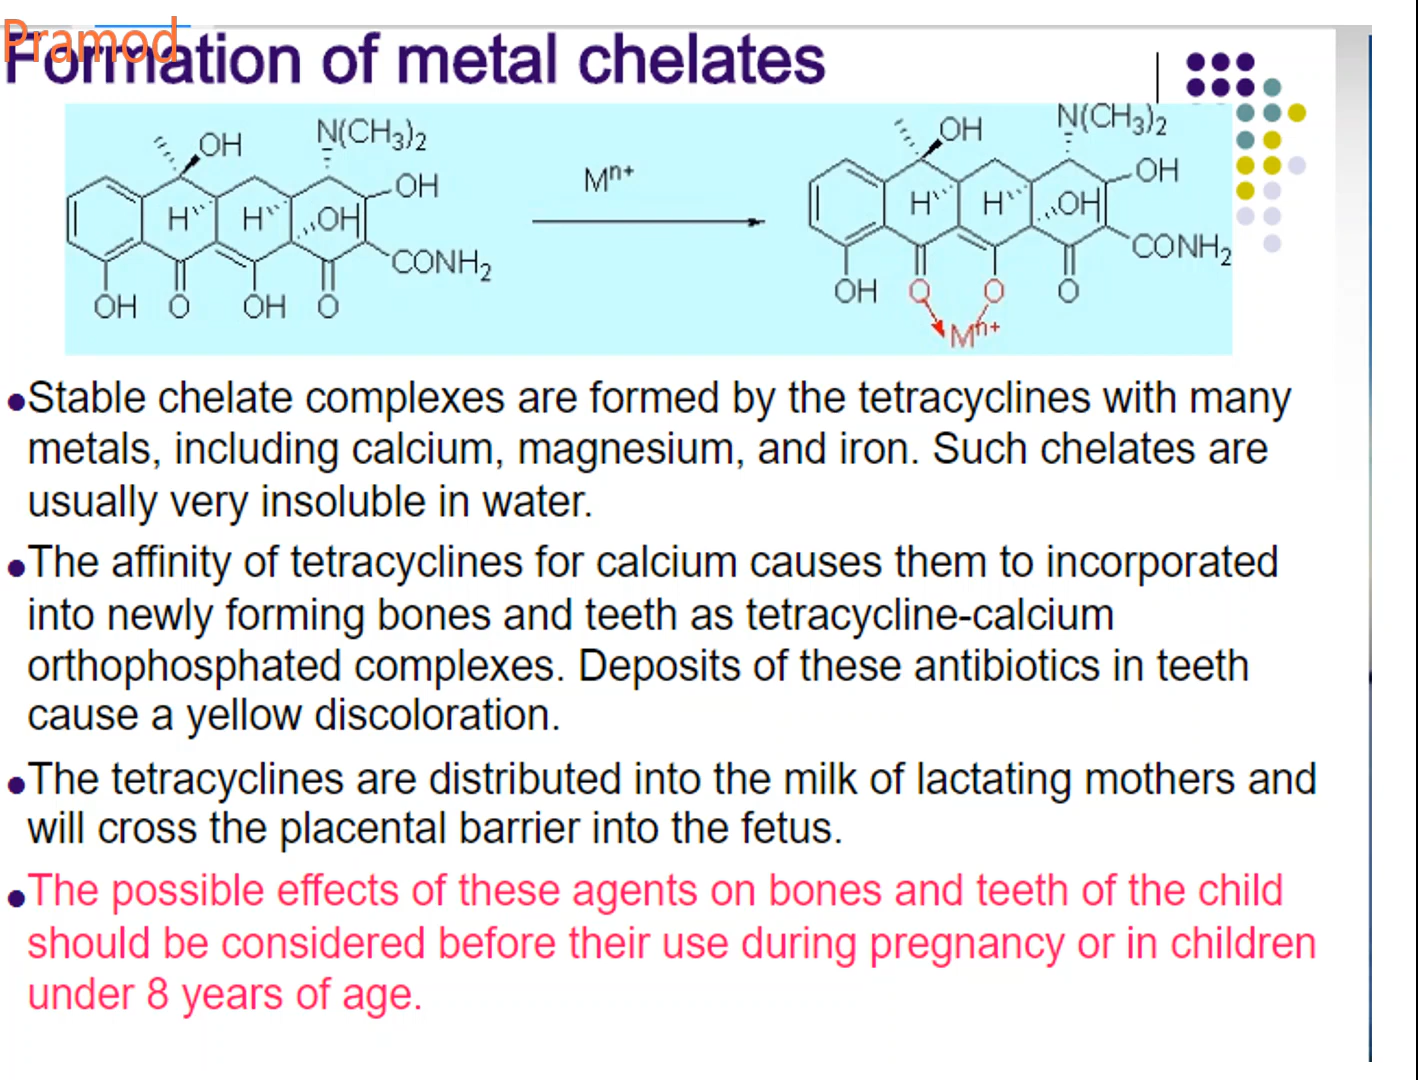 Pramod
Formation of metal chelates
OH N(CH₃)₂
OH
H H OH
CONH₂
OH O OH O
Mⁿ⁺
OH N(CH₃)₂
OH
H H OH
CONH₂
OH O O O
Mⁿ⁺
●Stable chelate complexes are formed by the tetracyclines with many
metals, including calcium, magnesium, and iron. Such chelates are
usually very insoluble in water.
●The affinity of tetracyclines for calcium causes them to incorporated
into newly forming bones and teeth as tetracycline-calcium
orthophosphated complexes. Deposits of these antibiotics in teeth
cause a yellow discoloration.
●The tetracyclines are distributed into the milk of lactating mothers and
will cross the placental barrier into the fetus.
●The possible effects of these agents on bones and teeth of the child
should be considered before their use during pregnancy or in children
under 8 years of age.